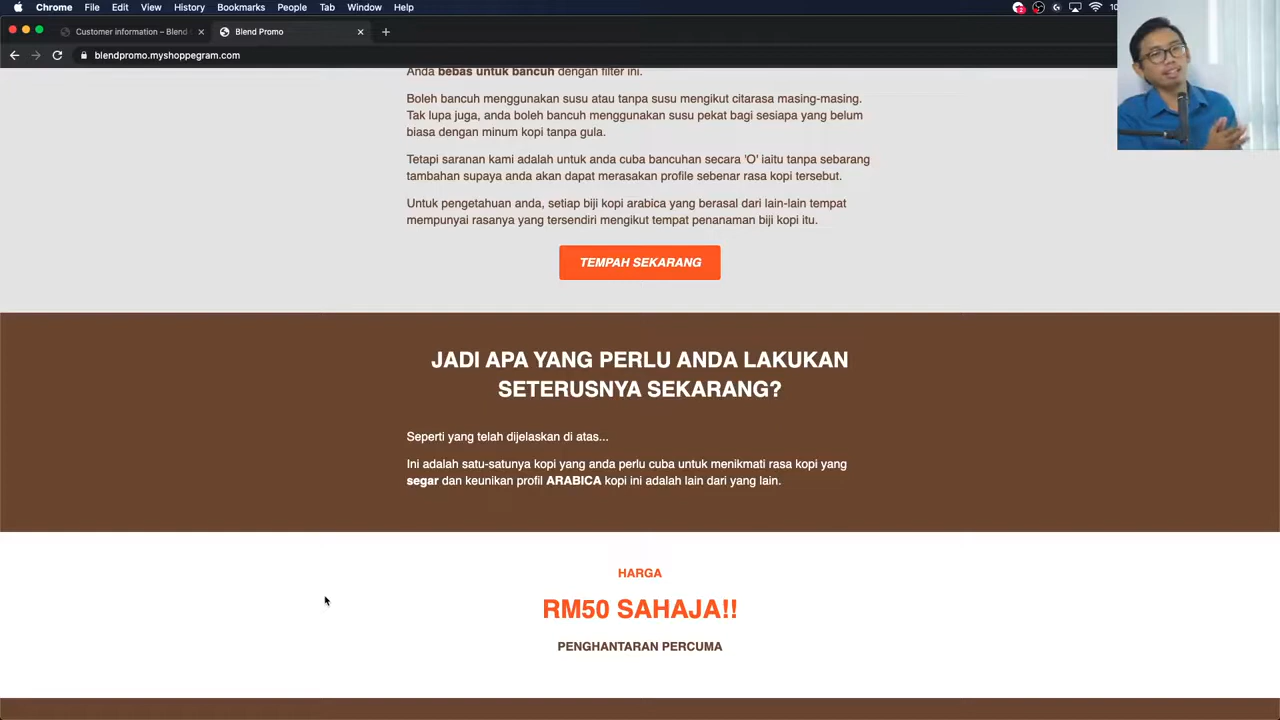 Chrome File Edit View History Bookmarks People Tab Window Help
Customer information – Blend
Blend Promo
blendpromo.myshoppegram.com
Anda bebas untuk bancuh dengan filter ini.
Boleh bancuh menggunakan susu atau tanpa susu mengikut citarasa masing-masing.
Tak lupa juga, anda boleh bancuh menggunakan susu pekat bagi sesiapa yang belum
biasa dengan minum kopi tanpa gula.
Tetapi saranan kami adalah untuk anda cuba bancuhan secara 'O' iaitu tanpa sebarang
tambahan supaya anda akan dapat merasakan profile sebenar rasa kopi tersebut.
Untuk pengetahuan anda, setiap biji kopi arabica yang berasal dari lain-lain tempat
mempunyai rasanya yang tersendiri mengikut tempat penanaman biji kopi itu.
TEMPAH SEKARANG
JADI APA YANG PERLU ANDA LAKUKAN
SETERUSNYA SEKARANG?
Seperti yang telah dijelaskan di atas...
Ini adalah satu-satunya kopi yang anda perlu cuba untuk menikmati rasa kopi yang
segar dan keunikan profil ARABICA kopi ini adalah lain dari yang lain.
HARGA
RM50 SAHAJA!!
PENGHANTARAN PERCUMA